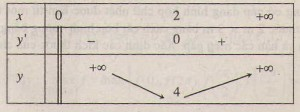 x 0 2 +∞
y' − 0 +
y +∞ 4 +∞